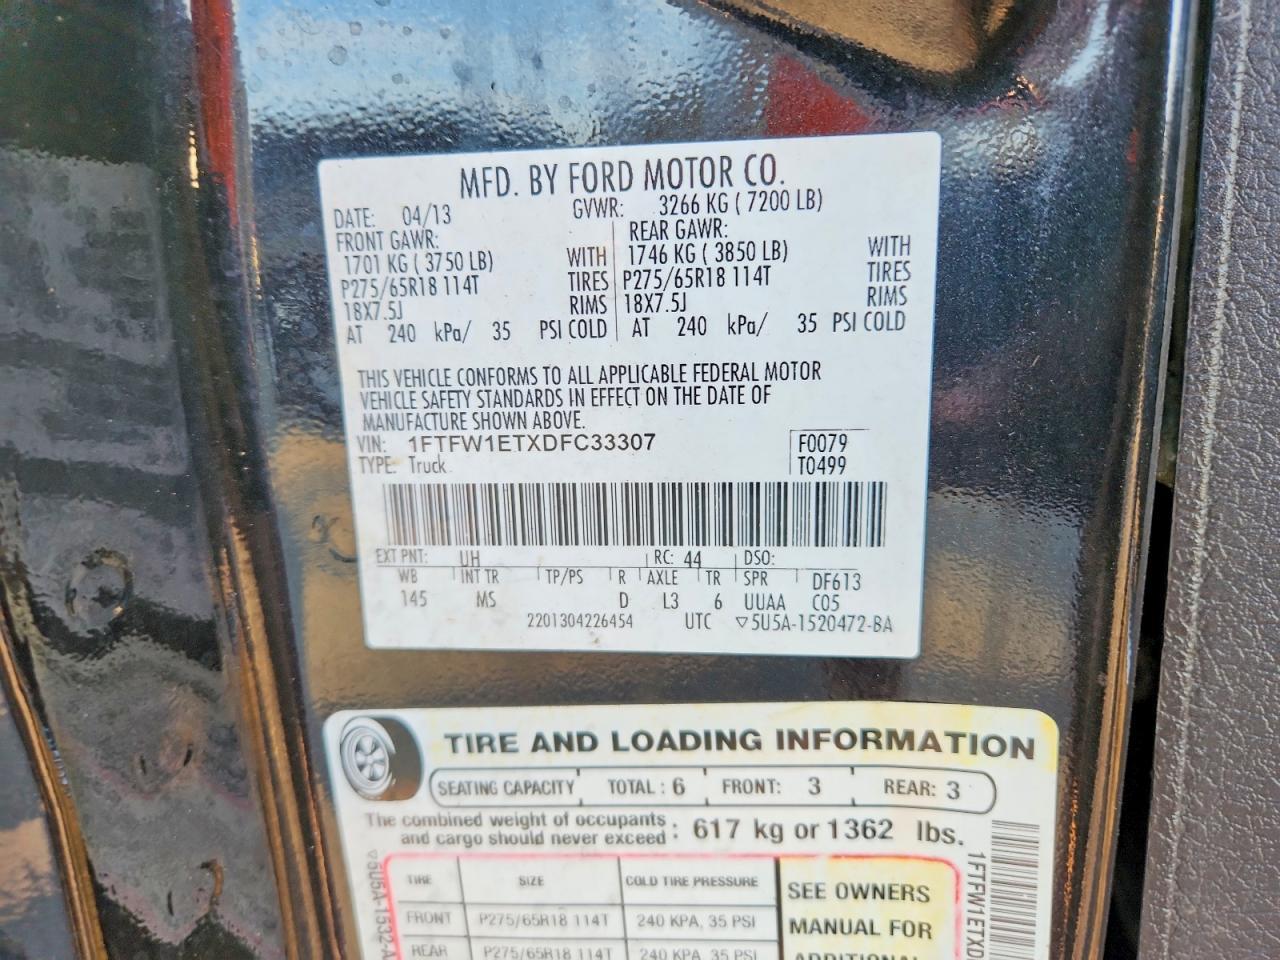 MFD. BY FORD MOTOR CO.
DATE: 04/13 GVWR: 3266 KG ( 7200 LB)
FRONT GAWR: REAR GAWR:
1701 KG ( 3750 LB) WITH 1746 KG ( 3850 LB) WITH
P275/65R18 114T TIRES P275/65R18 114T TIRES
18X7.5J RIMS 18X7.5J RIMS
AT 240 kPa/ 35 PSI COLD AT 240 kPa/ 35 PSI COLD
THIS VEHICLE CONFORMS TO ALL APPLICABLE FEDERAL MOTOR
VEHICLE SAFETY STANDARDS IN EFFECT ON THE DATE OF
MANUFACTURE SHOWN ABOVE.
VIN: 1FTFW1ETXDFC33307 F0079
TYPE: Truck T0499
EXT PNT: UH RC: 44 DSO:
WB INT TR TP/PS R AXLE TR SPR DF613
145 MS D L3 6 UUAA C05
2201304226454 UTC ▽5U5A-1520472-BA
TIRE AND LOADING INFORMATION
SEATING CAPACITY TOTAL : 6 FRONT: 3 REAR: 3
The combined weight of occupants
and cargo should never exceed : 617 kg or 1362 lbs.
TIRE SIZE COLD TIRE PRESSURE
FRONT P275/65R18 114T 240 KPA, 35 PSI
REAR P275/65R18 114T 240 KPA, 35 PSI
SEE OWNERS
MANUAL FOR
ADDITIONAL
▽5U5A-1532-A
1FTFW1ETXD